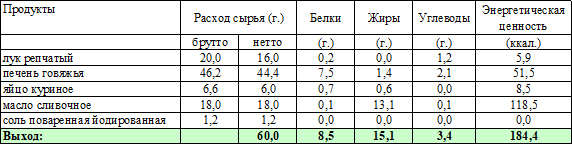 Продукты Расход сырья (г.) Белки Жиры Углеводы Энергетическая ценность
брутто нетто (г.) (г.) (г.) (ккал.)
лук репчатый 20,0 16,0 0,2 0,0 1,2 5,9
печень говяжья 46,2 44,4 7,5 1,4 2,1 51,5
яйцо куриное 6,6 6,0 0,7 0,6 0,0 8,5
масло сливочное 18,0 18,0 0,1 13,1 0,1 118,5
соль поваренная йодированная 1,2 1,2 0,0 0,0 0,0 0,0
Выход: 60,0 8,5 15,1 3,4 184,4